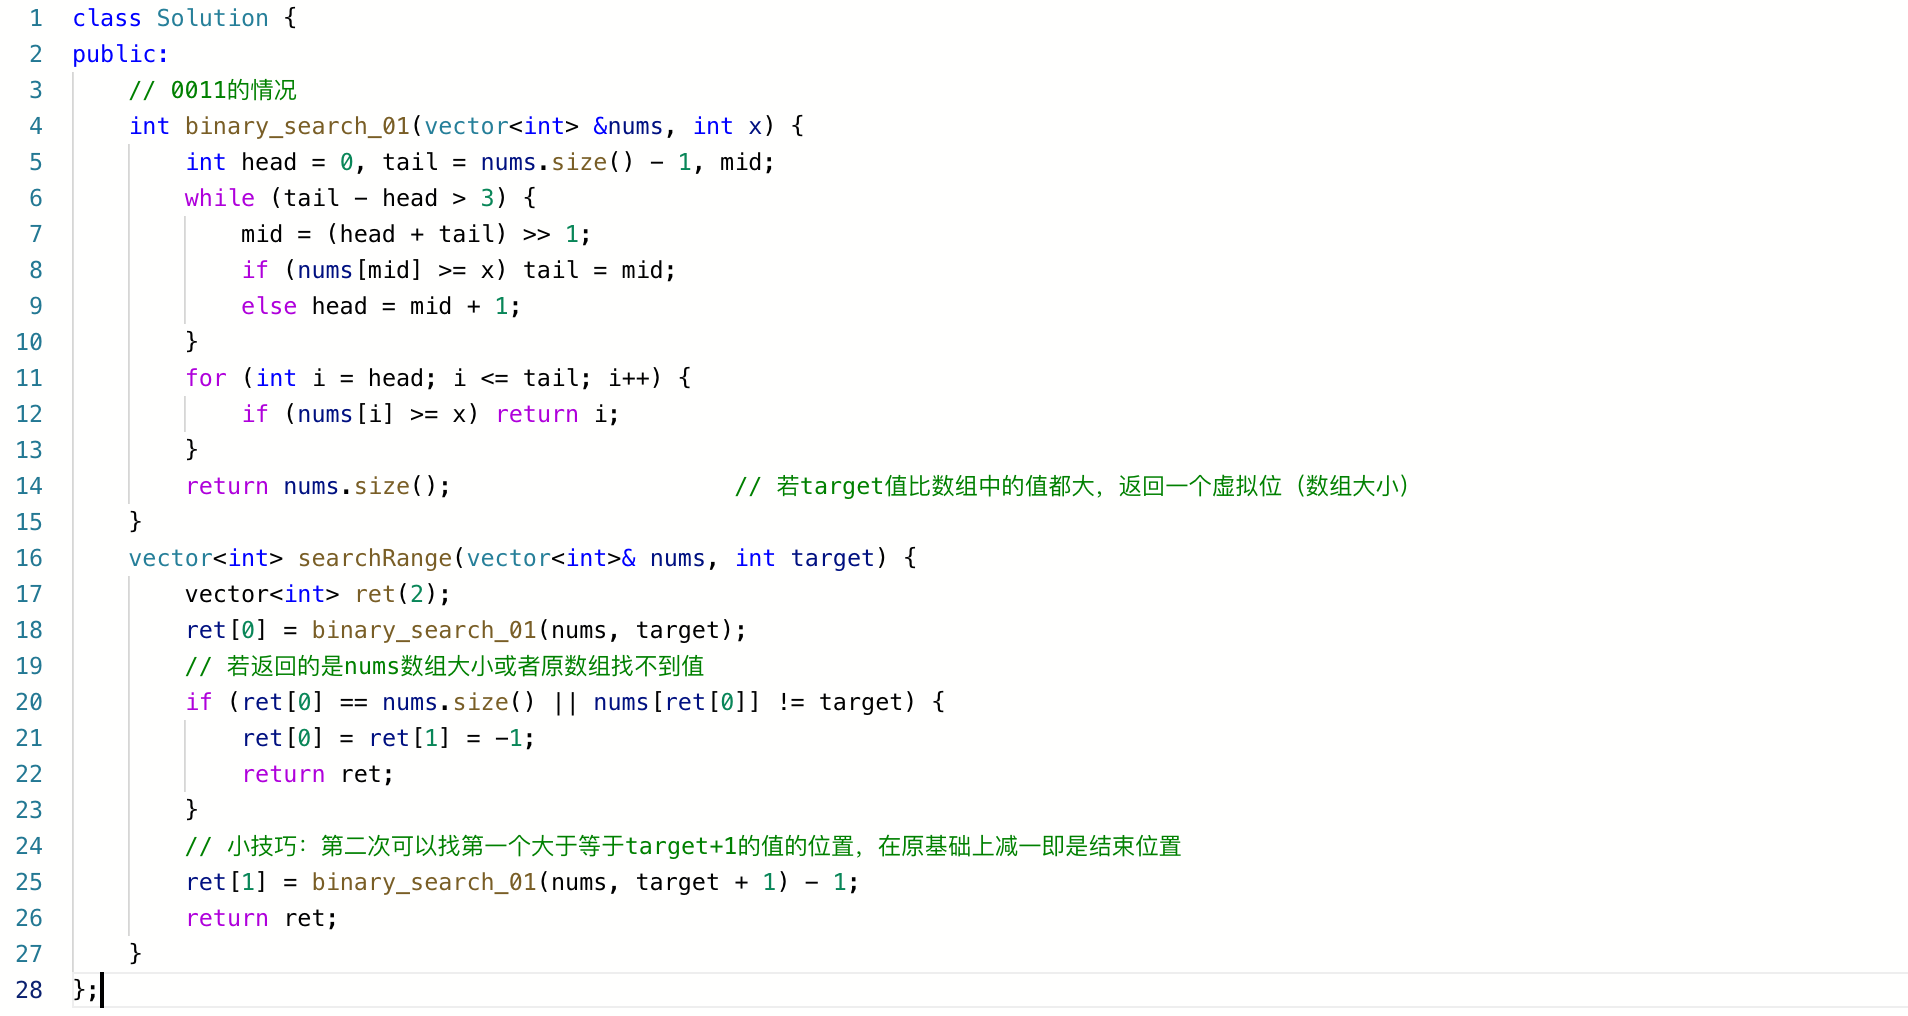 1 class Solution {
2 public:
3     // 0011的情况
4     int binary_search_01(vector<int> &nums, int x) {
5         int head = 0, tail = nums.size() - 1, mid;
6         while (tail - head > 3) {
7             mid = (head + tail) >> 1;
8             if (nums[mid] >= x) tail = mid;
9             else head = mid + 1;
10         }
11         for (int i = head; i <= tail; i++) {
12             if (nums[i] >= x) return i;
13         }
14         return nums.size();                    // 若target值比数组中的值都大，返回一个虚拟位（数组大小）
15     }
16     vector<int> searchRange(vector<int>& nums, int target) {
17         vector<int> ret(2);
18         ret[0] = binary_search_01(nums, target);
19         // 若返回的是nums数组大小或者原数组找不到值
20         if (ret[0] == nums.size() || nums[ret[0]] != target) {
21             ret[0] = ret[1] = -1;
22             return ret;
23         }
24         // 小技巧：第二次可以找第一个大于等于target+1的值的位置，在原基础上减一即是结束位置
25         ret[1] = binary_search_01(nums, target + 1) - 1;
26         return ret;
27     }
28 };